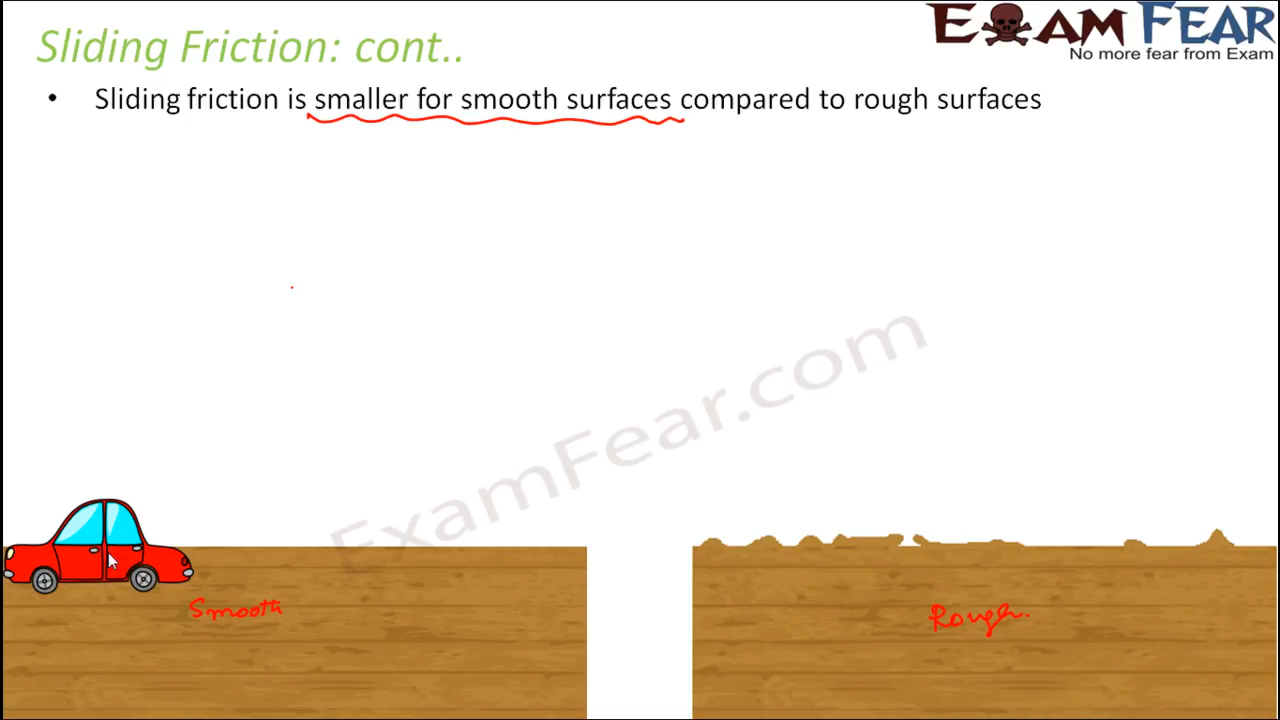 Sliding Friction: cont..
EXAM FEAR
No more fear from Exam
• Sliding friction is smaller for smooth surfaces compared to rough surfaces
ExamFear.com
Smooth
Rough.